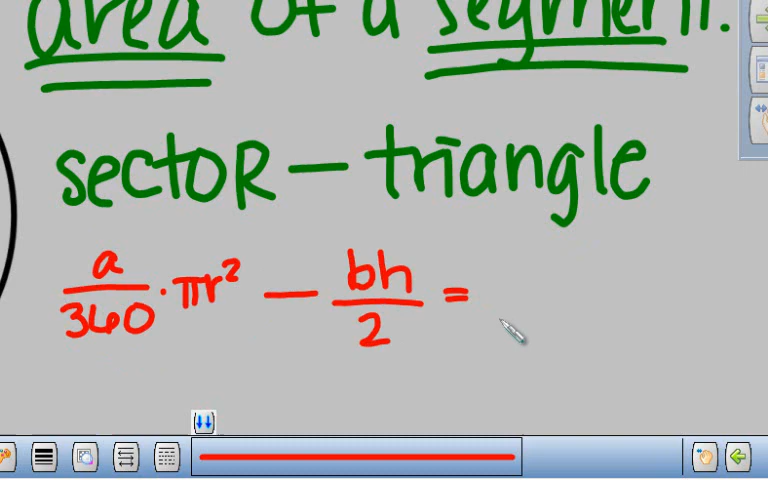 area of a segment.
sectoR - triangle
a/360 · πr² - bh/2 =